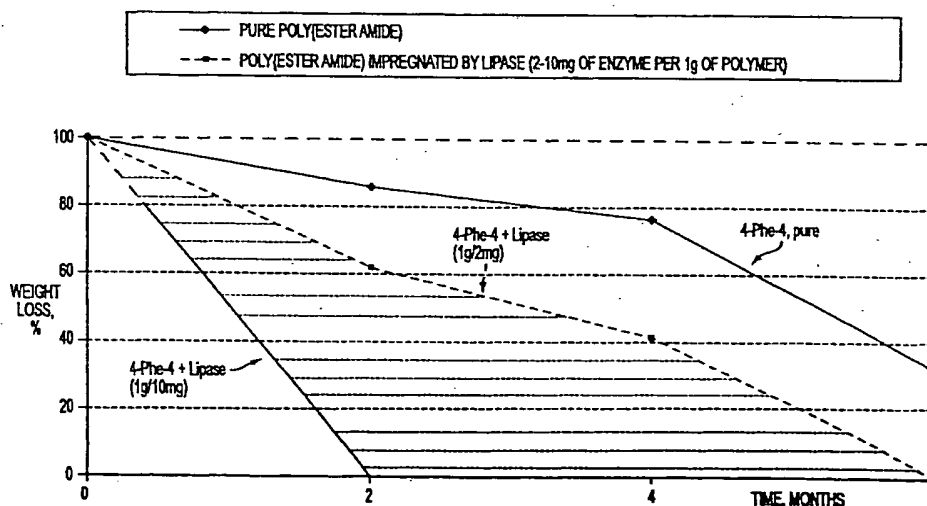 PURE POLY(ESTER AMIDE)
POLY(ESTER AMIDE) IMPREGNATED BY LIPASE (2-10mg OF ENZYME PER 1g OF POLYMER)
100
80
60
40
20
0
WEIGHT
LOSS,
%
4-Phe-4 + Lipase
(1g/2mg)
4-Phe-4, pure
4-Phe-4 + Lipase
(1g/10mg)
0
2
4
TIME, MONTHS